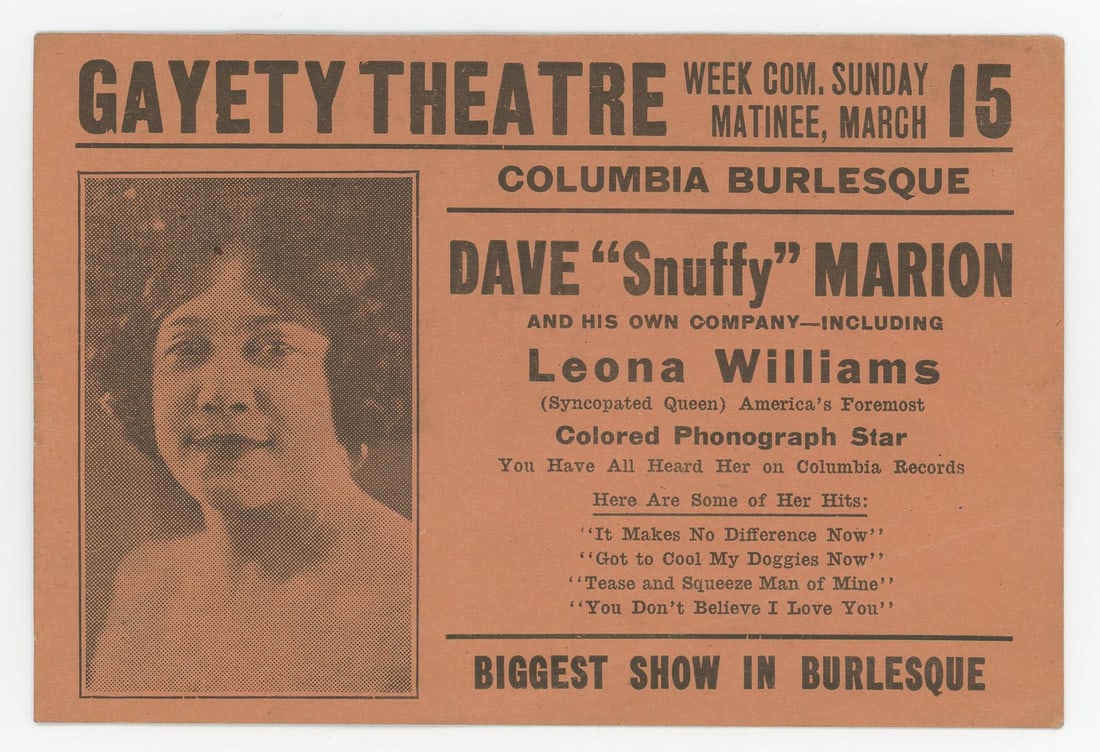 GAYETY THEATRE WEEK COM. SUNDAY MATINEE, MARCH 15
COLUMBIA BURLESQUE
DAVE "Snuffy" MARION
AND HIS OWN COMPANY—INCLUDING
Leona Williams
(Syncopated Queen) America's Foremost
Colored Phonograph Star
You Have All Heard Her on Columbia Records
Here Are Some of Her Hits:
"It Makes No Difference Now"
"Got to Cool My Doggies Now"
"Tease and Squeeze Man of Mine"
"You Don't Believe I Love You"
BIGGEST SHOW IN BURLESQUE